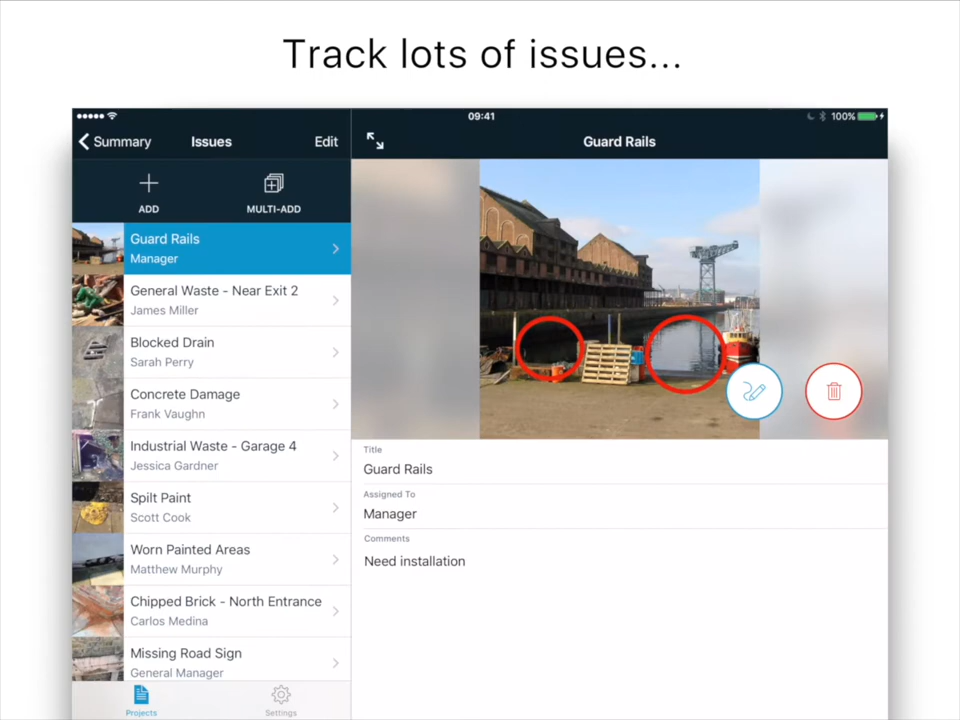 Track lots of issues...
09:41
100%
Summary
Issues
Edit
Guard Rails
ADD
MULTI-ADD
Guard Rails
Manager
General Waste - Near Exit 2
James Miller
Blocked Drain
Sarah Perry
Concrete Damage
Frank Vaughn
Industrial Waste - Garage 4
Jessica Gardner
Spilt Paint
Scott Cook
Worn Painted Areas
Matthew Murphy
Chipped Brick - North Entrance
Carlos Medina
Missing Road Sign
General Manager
Projects
Settings
Title
Guard Rails
Assigned To
Manager
Comments
Need installation